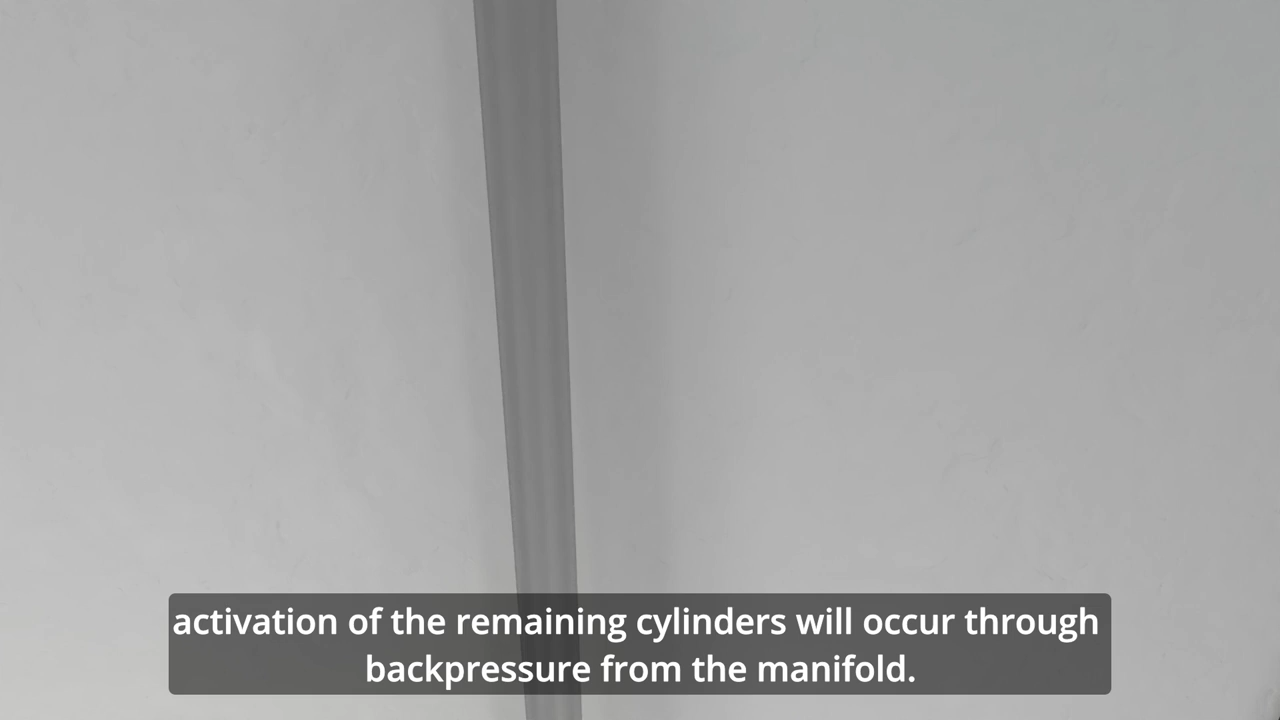 activation of the remaining cylinders will occur through
backpressure from the manifold.